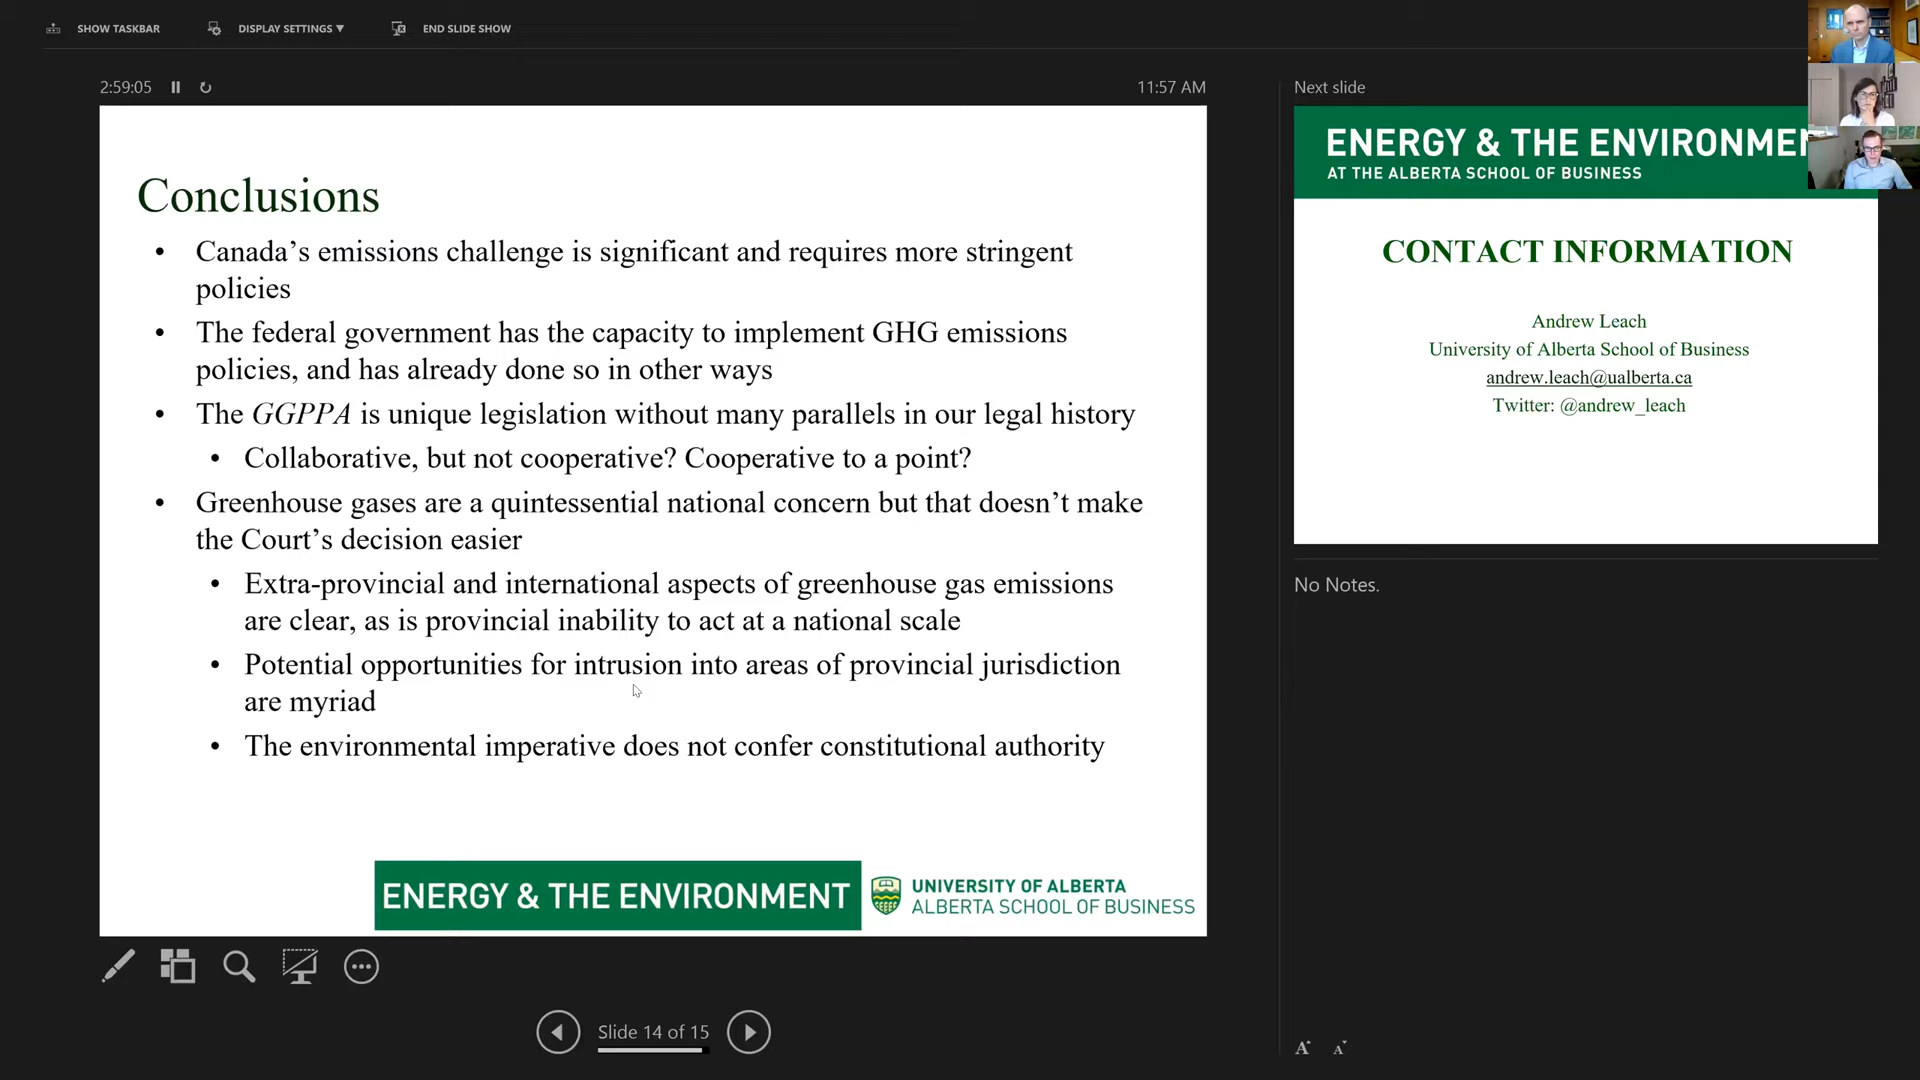 SHOW TASKBAR
DISPLAY SETTINGS ▼
END SLIDE SHOW
2:59:05
11:57 AM
Conclusions
• Canada’s emissions challenge is significant and requires more stringent
policies
• The federal government has the capacity to implement GHG emissions
policies, and has already done so in other ways
• The GGPPA is unique legislation without many parallels in our legal history
• Collaborative, but not cooperative? Cooperative to a point?
• Greenhouse gases are a quintessential national concern but that doesn’t make
the Court’s decision easier
• Extra-provincial and international aspects of greenhouse gas emissions
are clear, as is provincial inability to act at a national scale
• Potential opportunities for intrusion into areas of provincial jurisdiction
are myriad
• The environmental imperative does not confer constitutional authority
ENERGY & THE ENVIRONMENT
UNIVERSITY OF ALBERTA
ALBERTA SCHOOL OF BUSINESS
Slide 14 of 15
Next slide
ENERGY & THE ENVIRONME
AT THE ALBERTA SCHOOL OF BUSINESS
CONTACT INFORMATION
Andrew Leach
University of Alberta School of Business
andrew.leach@ualberta.ca
Twitter: @andrew_leach
No Notes.
A A